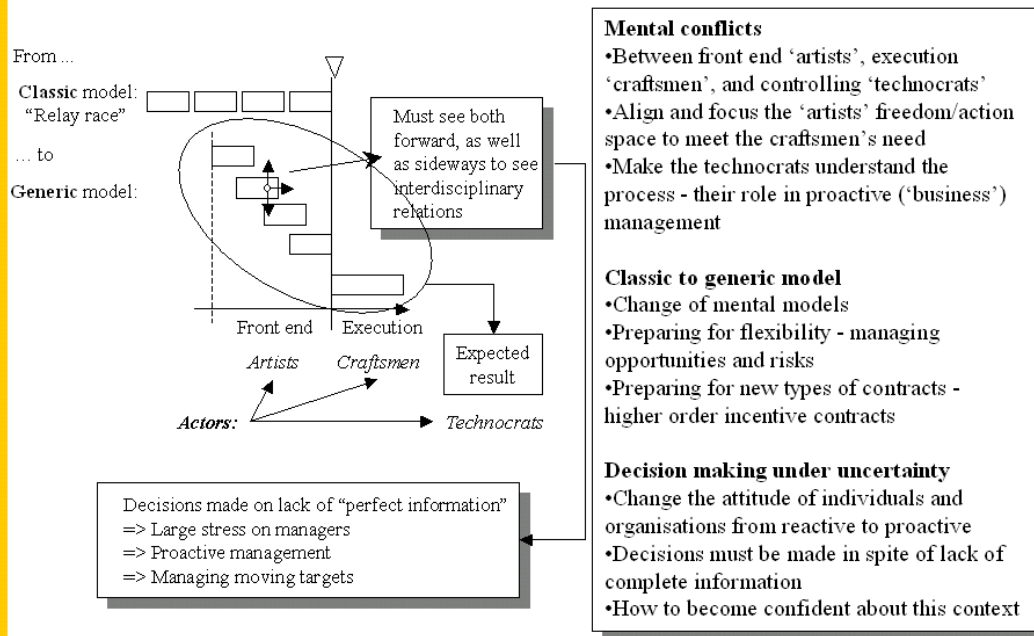 From ...
Classic model:
“Relay race”
... to
Generic model:
Must see both
forward, as well
as sideways to see
interdisciplinary
relations
Front end
Execution
Artists
Craftsmen
Expected
result
Actors:
Technocrats
Decisions made on lack of “perfect information”
=> Large stress on managers
=> Proactive management
=> Managing moving targets
Mental conflicts
•Between front end ‘artists’, execution
‘craftsmen’, and controlling ‘technocrats’
•Align and focus the ‘artists’ freedom/action
space to meet the craftsmen’s need
•Make the technocrats understand the
process - their role in proactive (‘business’)
management
Classic to generic model
•Change of mental models
•Preparing for flexibility - managing
opportunities and risks
•Preparing for new types of contracts -
higher order incentive contracts
Decision making under uncertainty
•Change the attitude of individuals and
organisations from reactive to proactive
•Decisions must be made in spite of lack of
complete information
•How to become confident about this context